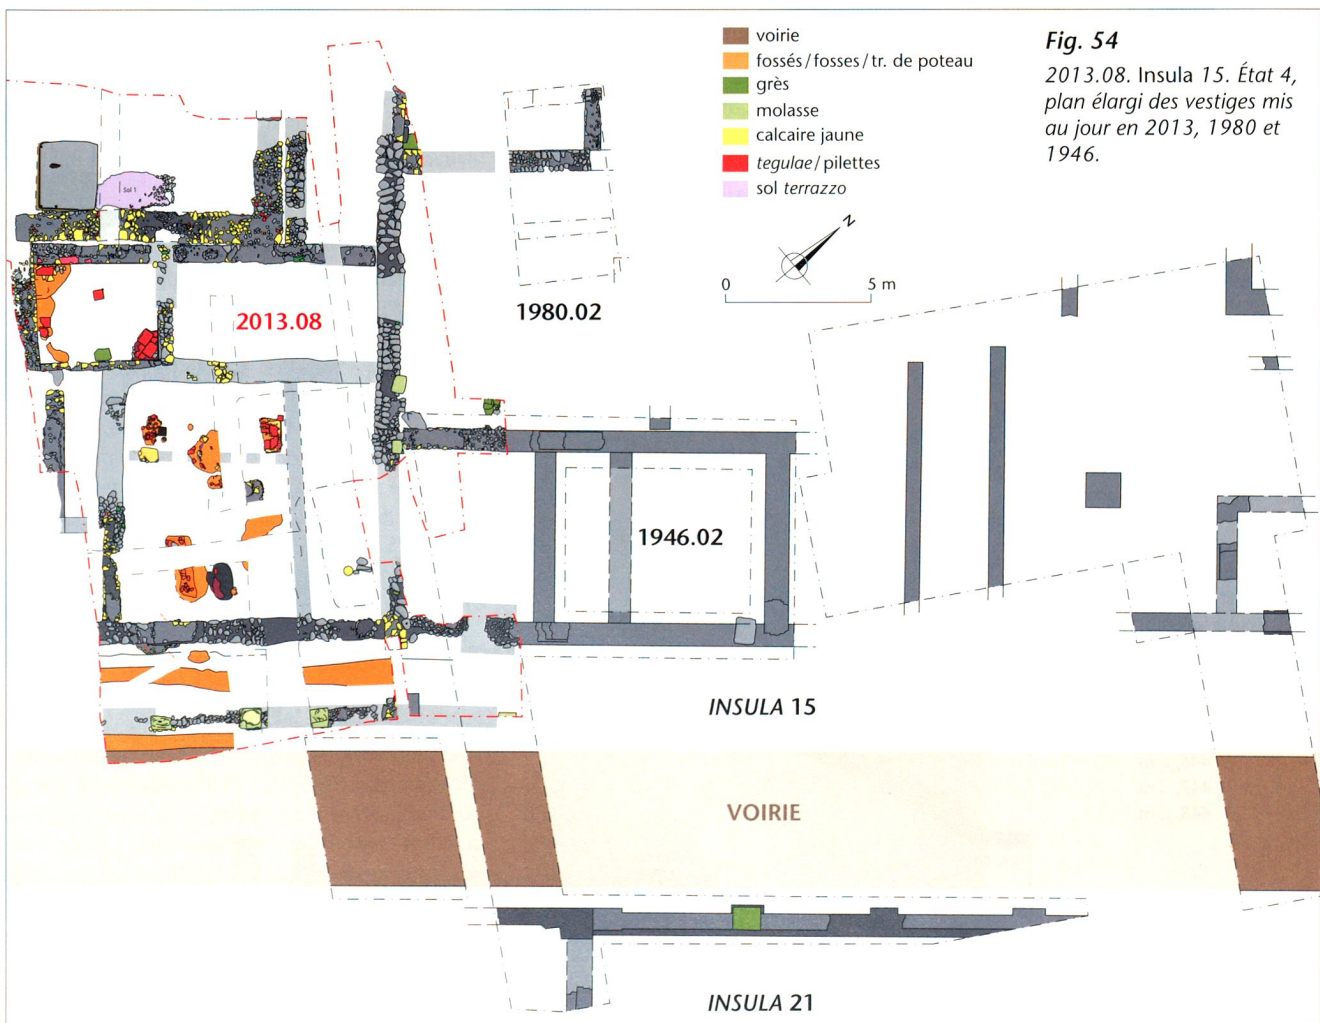 voirie
fossés / fosses / tr. de poteau
grès
molasse
calcaire jaune
tegulae / pilettes
sol terrazzo
Fig. 54
2013.08. Insula 15. État 4,
plan élargi des vestiges mis
au jour en 2013, 1980 et
1946.
N
0 5 m
Sol 1
2013.08
1980.02
1946.02
INSULA 15
VOIRIE
INSULA 21